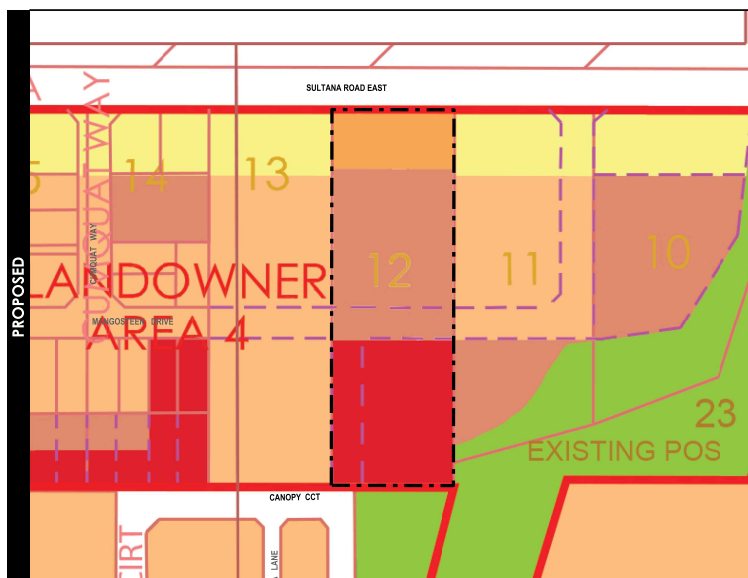 PROPOSED
SULTANA ROAD EAST
CUMQUAT WAY
14
13
12
11
10
CUMQUAT WAY
LANDOWNER
AREA 4
MANGOSTEEN DRIVE
23
EXISTING POS
CANOPY CCT
LANE